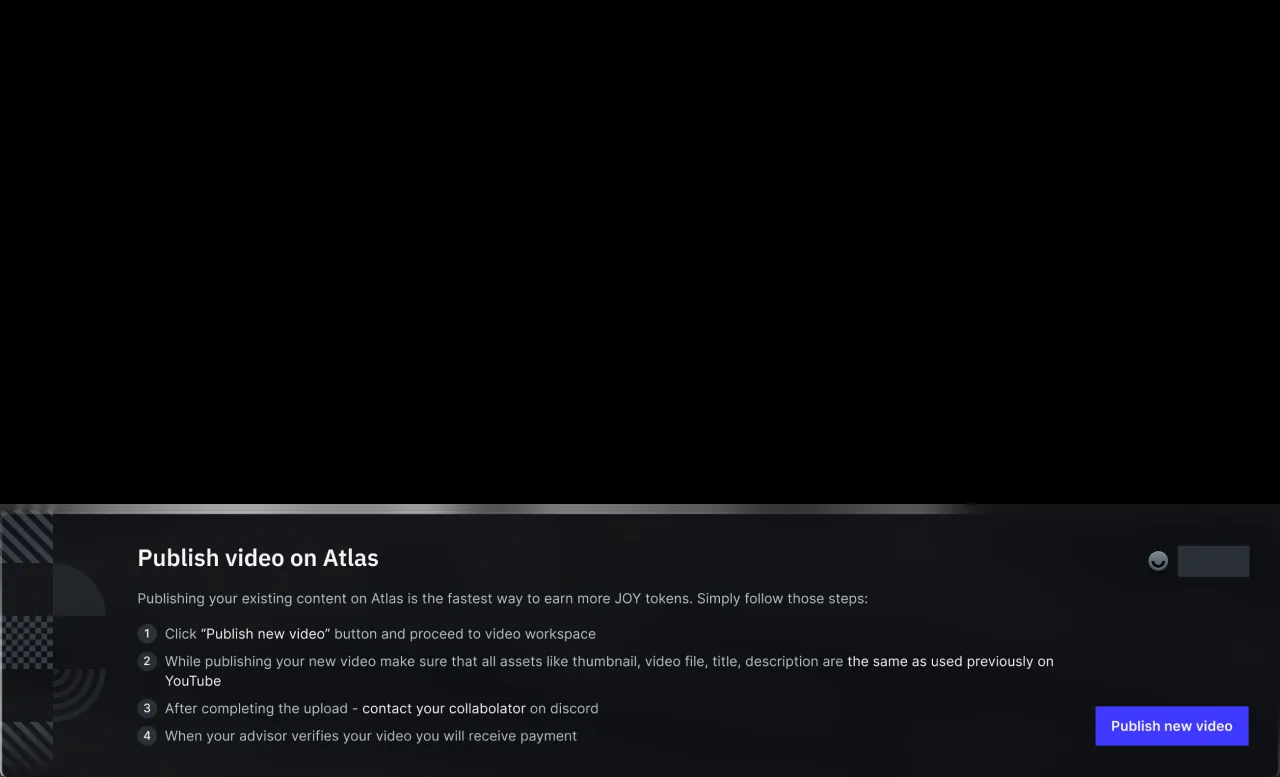 Publish video on Atlas
Publishing your existing content on Atlas is the fastest way to earn more JOY tokens. Simply follow those steps:
1 Click “Publish new video” button and proceed to video workspace
2 While publishing your new video make sure that all assets like thumbnail, video file, title, description are the same as used previously on
YouTube
3 After completing the upload - contact your collabolator on discord
4 When your advisor verifies your video you will receive payment
Publish new video